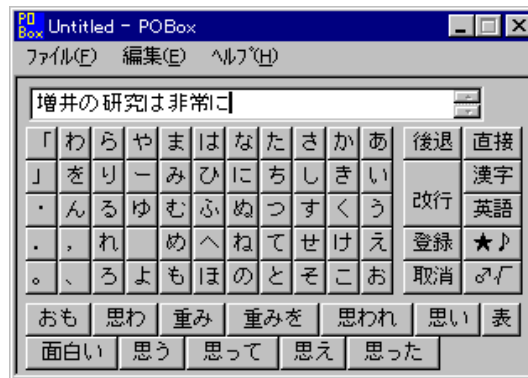 PO Box Untitled - POBox
ファイル(F) 編集(E) ヘルプ(H)
増井の研究は非常に
「 わ ら や ま は な た さ か あ 後退 直接
」 を り ー み ひ に ち し き い 漢字
・ ん る ゆ む ふ ぬ つ す く う 改行 英語
. , れ め へ ね て せ け え 登録 ★♪
。 、 ろ よ も ほ の と そ こ お 取消 ♂√
おも 思わ 重み 重みを 思われ 思い 表
面白い 思う 思って 思え 思った